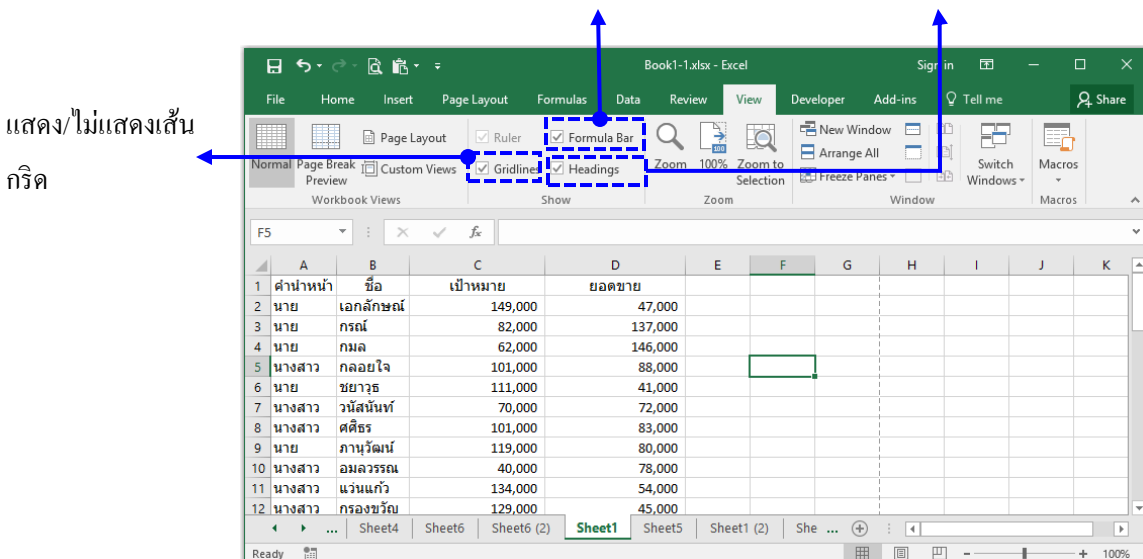 แสดง/ไม่แสดงเส้น
กริด
Book1-1.xlsx - Excel
Sign in
File Home Insert Page Layout Formulas Data Review View Developer Add-ins Tell me Share
Normal Page Break Preview Page Layout Custom Views
Workbook Views
Ruler Formula Bar
Gridlines Headings
Show
Zoom 100% Zoom to Selection
Zoom
New Window
Arrange All
Freeze Panes
Switch Windows
Window
Macros
Macros
F5 fx
A B C D E F G H I J K
1 คำนำหน้า ชื่อ เป้าหมาย ยอดขาย
2 นาย เอกลักษณ์ 149,000 47,000
3 นาย กรณ์ 82,000 137,000
4 นาย กมล 62,000 146,000
5 นางสาว กลอยใจ 101,000 88,000
6 นาย ชยาวุธ 111,000 41,000
7 นางสาว วนัสนันท์ 70,000 72,000
8 นางสาว ศศิธร 101,000 83,000
9 นาย ภานุวัฒน์ 119,000 80,000
10 นางสาว อมลวรรณ 40,000 78,000
11 นางสาว แว่นแก้ว 134,000 54,000
12 นางสาว กรองขวัญ 129,000 45,000
... Sheet4 Sheet6 Sheet6 (2) Sheet1 Sheet5 Sheet1 (2) She ...
Ready 100%